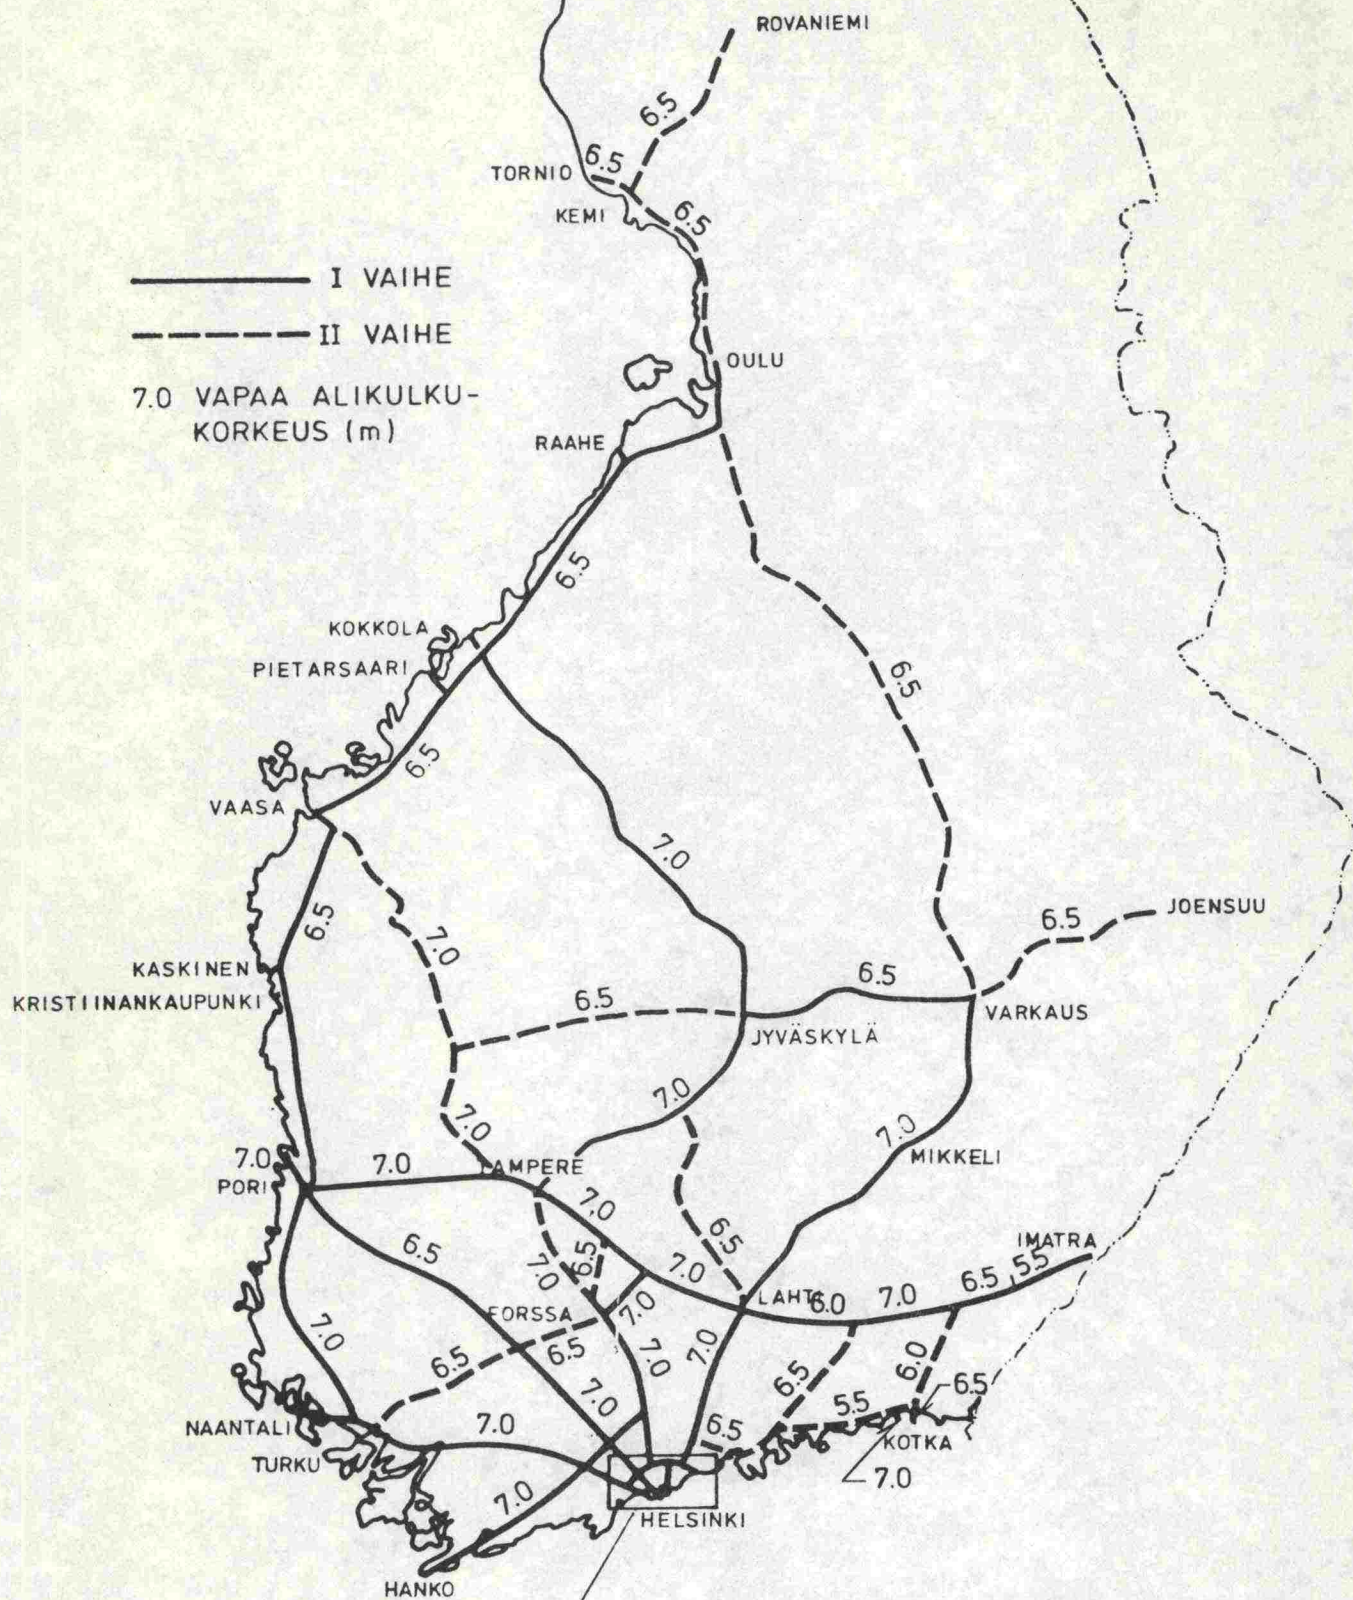 ROVANIEMI
6.5
6.5
TORNIO
KEMI
6.5
I VAIHE
II VAIHE
OULU
7.0 VAPAA ALIKULKU-
KORKEUS (m)
RAAHE
6.5
KOKKOLA
PIETARSAARI
6.5
6.5
VAASA
7.0
6.5
JOENSUU
6.5
7.0
KASKINEN
KRISTIINANKAUPUNKI
6.5
6.5
VARKAUS
JYVÄSKYLÄ
7.0
7.0
7.0
MIKKELI
7.0
7.0
TAMPERE
PORI
7.0
6.5
6.5
IMATRA
6.5
7.0
6.5
7.0
6.5
5.5
LAHTI
6.0
7.0
FORSSA
7.0
7.0
6.5
6.5
7.0
7.0
6.5
6.0
7.0
6.5
5.5
NAANTALI
7.0
6.5
KOTKA
TURKU
7.0
7.0
HELSINKI
HANKO